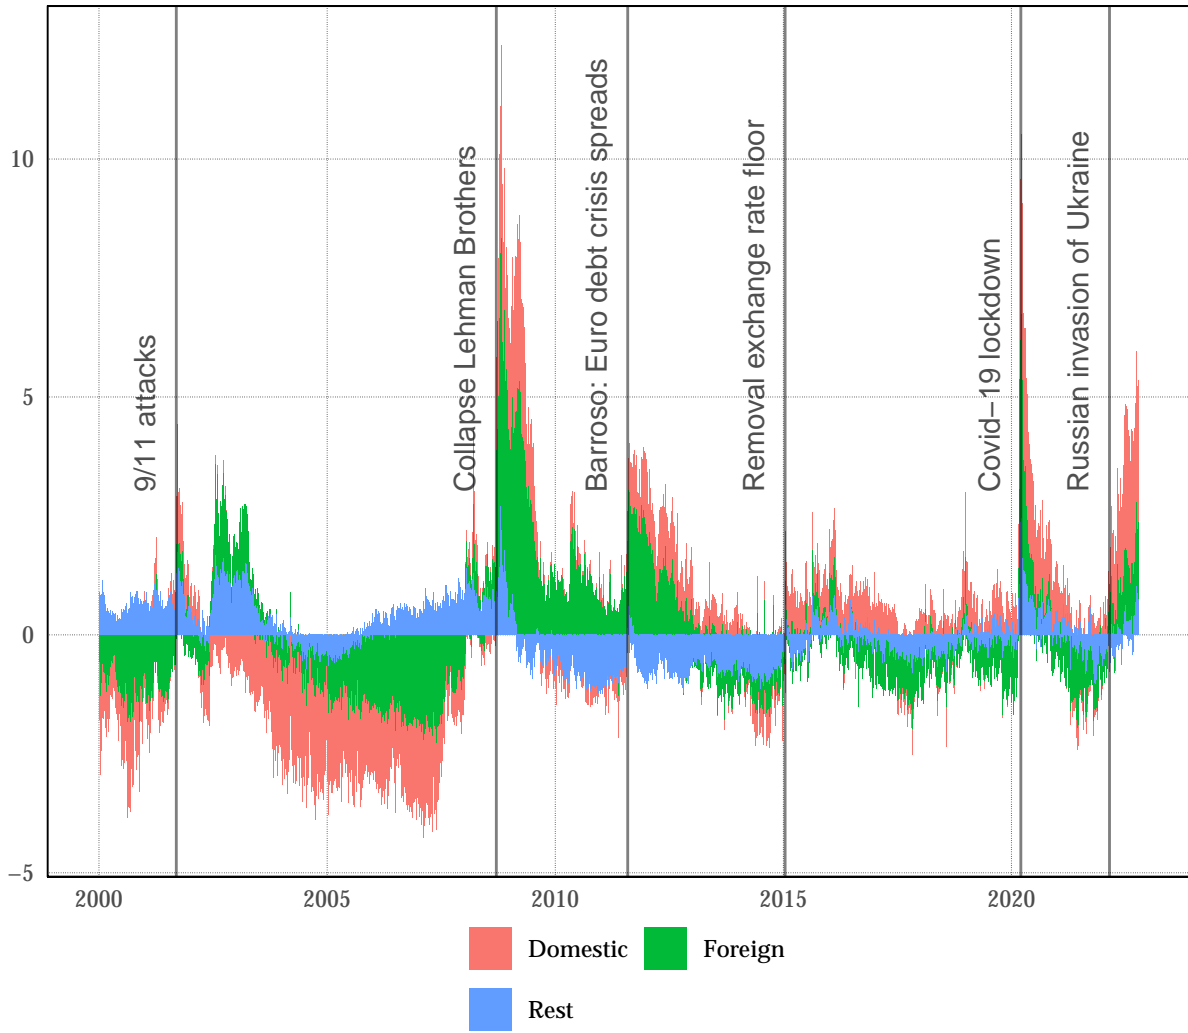 10
5
0
−5
9/11 attacks
Collapse Lehman Brothers
Barroso: Euro debt crisis spreads
Removal exchange rate floor
Covid−19 lockdown
Russian invasion of Ukraine
2000 2005 2010 2015 2020
Domestic Foreign
Rest